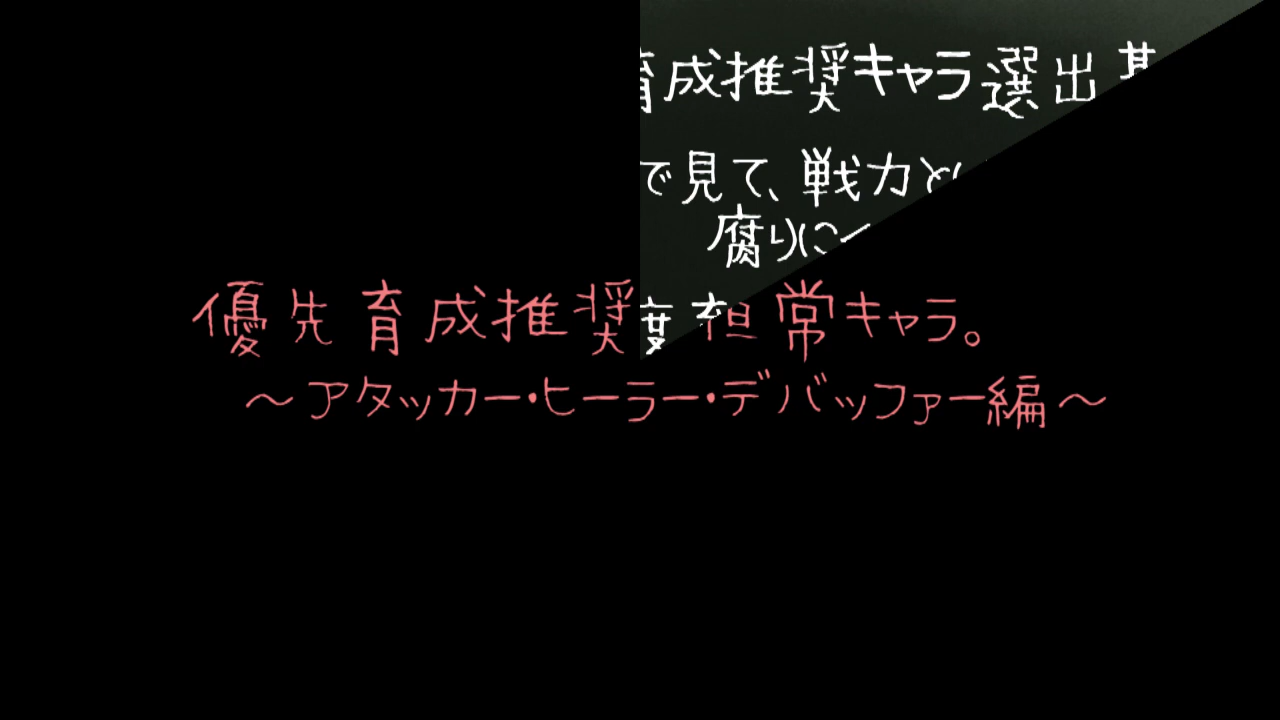 育成推奨キャラ選出基
で見て、戦力と
腐りに
度
優先育成推奨恒常キャラ。
～アタッカー・ヒーラー・デバッファー編～